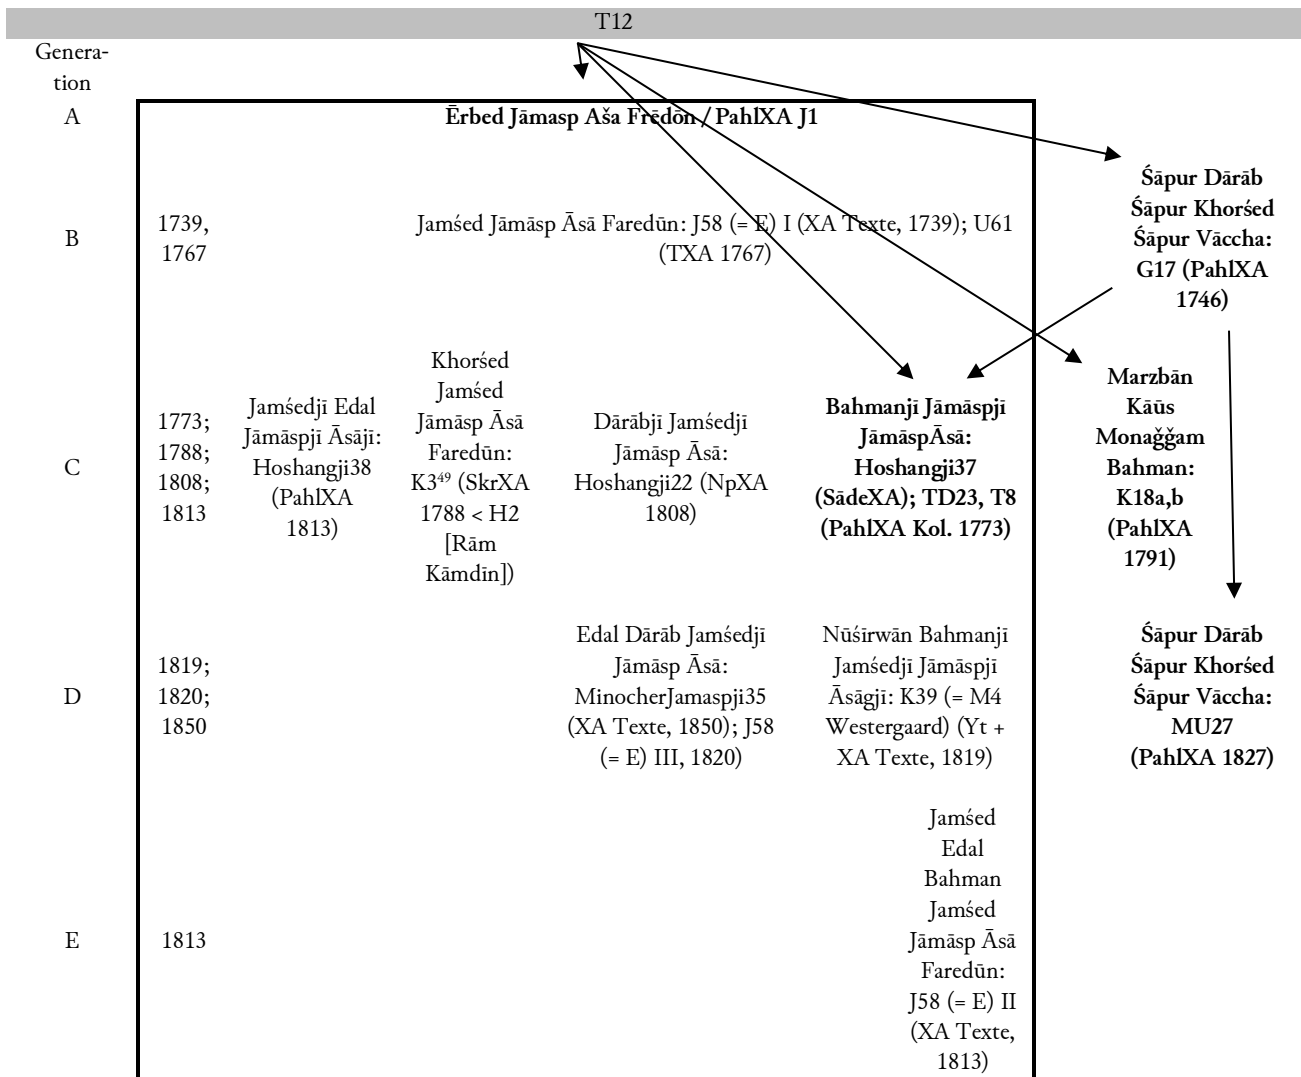 T12
Genera-
tion
A
Ērbed Jāmasp Aša Frēdōn / PahlXA J1
B
1739,
1767
Jamśed Jāmāsp Āsā Faredūn: J58 (= E) I (XA Texte, 1739); U61
(TXA 1767)
Śāpur Dārāb
Śāpur Khorśed
Śāpur Vāccha:
G17 (PahlXA
1746)
C
1773;
1788;
1808;
1813
Jamśedjī Edal
Jāmāspjī Āsājī:
Hoshangji38
(PahlXA
1813)
Khorśed
Jamśed
Jāmāsp Āsā
Faredūn:
K3⁴⁹ (SkrXA
1788 < H2
[Rām
Kāmdīn])
Dārābjī Jamśedjī
Jāmāsp Āsā:
Hoshangji22 (NpXA
1808)
Bahmanjī Jāmāspjī
JāmāspĀsā:
Hoshangji37
(SādeXA); TD23, T8
(PahlXA Kol. 1773)
Marzbān
Kāūs
Monaǧǧam
Bahman:
K18a,b
(PahlXA
1791)
D
1819;
1820;
1850
Edal Dārāb Jamśedjī
Jāmāsp Āsā:
MinocherJamaspji35
(XA Texte, 1850); J58
(= E) III, 1820)
Nūśīrwān Bahmanjī
Jamśedjī Jāmāspjī
Āsāgjī: K39 (= M4
Westergaard) (Yt +
XA Texte, 1819)
Śāpur Dārāb
Śāpur Khorśed
Śāpur Vāccha:
MU27
(PahlXA 1827)
E
1813
Jamśed
Edal
Bahman
Jamśed
Jāmāsp Āsā
Faredūn:
J58 (= E) II
(XA Texte,
1813)